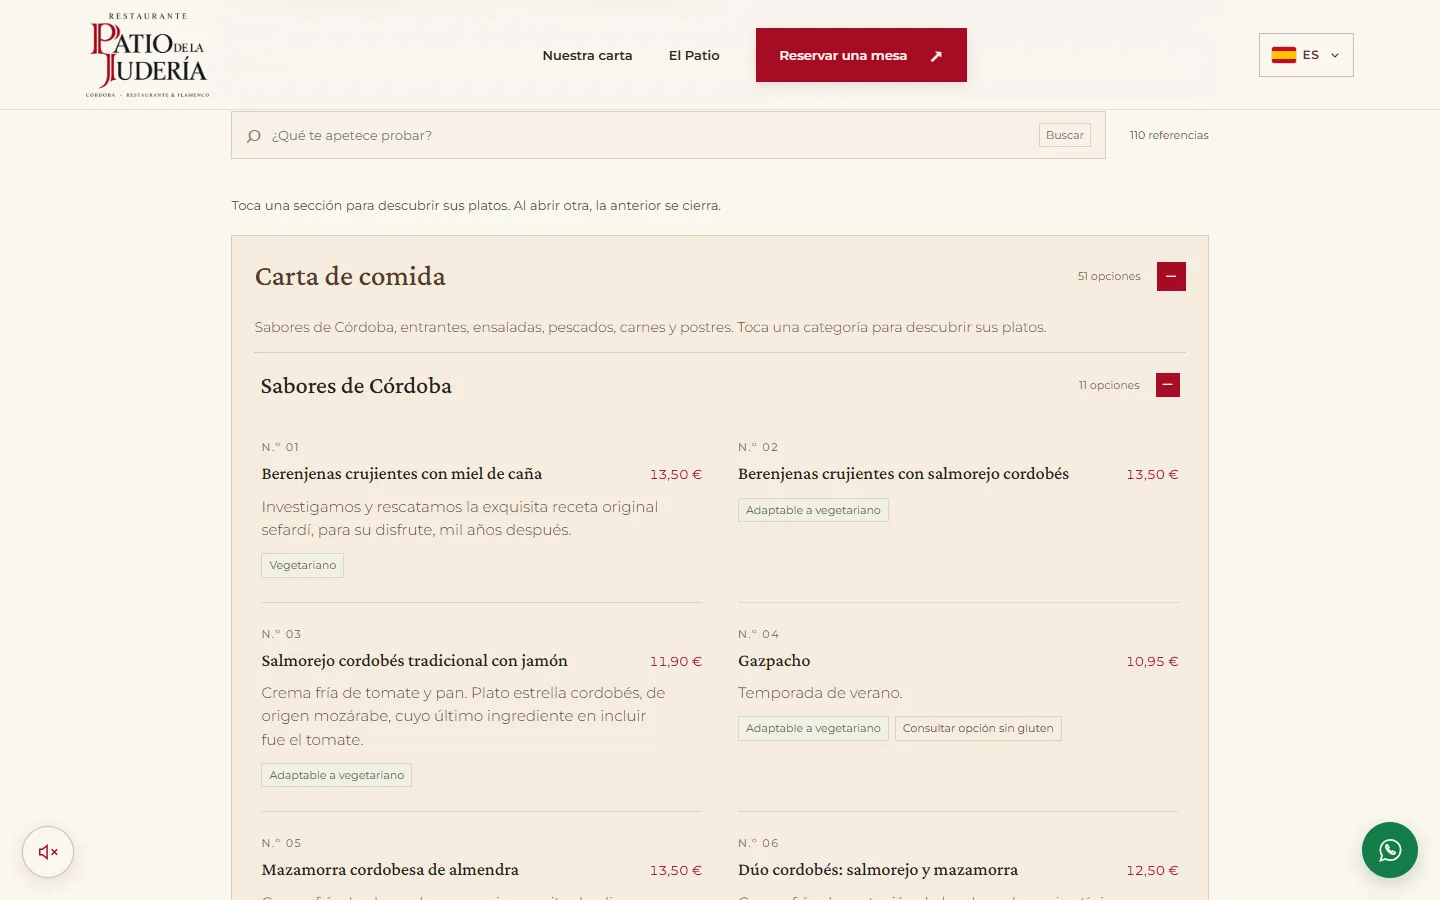 RESTAURANTE
PATIO DE LA
JUDERÍA
CÓRDOBA · RESTAURANTE & FLAMENCO
Nuestra carta
El Patio
Reservar una mesa
ES
¿Qué te apetece probar?
Buscar
110 referencias
Toca una sección para descubrir sus platos. Al abrir otra, la anterior se cierra.
Carta de comida
51 opciones
Sabores de Córdoba, entrantes, ensaladas, pescados, carnes y postres. Toca una categoría para descubrir sus platos.
Sabores de Córdoba
11 opciones
N.º 01
Berenjenas crujientes con miel de caña
13,50 €
Investigamos y rescatamos la exquisita receta original
sefardí, para su disfrute, mil años después.
Vegetariano
N.º 02
Berenjenas crujientes con salmorejo cordobés
13,50 €
Adaptable a vegetariano
N.º 03
Salmorejo cordobés tradicional con jamón
11,90 €
Crema fría de tomate y pan. Plato estrella cordobés, de
origen mozárabe, cuyo último ingrediente en incluir
fue el tomate.
Adaptable a vegetariano
N.º 04
Gazpacho
10,95 €
Temporada de verano.
Adaptable a vegetariano
Consultar opción sin gluten
N.º 05
Mazamorra cordobesa de almendra
13,50 €
N.º 06
Dúo cordobés: salmorejo y mazamorra
12,50 €